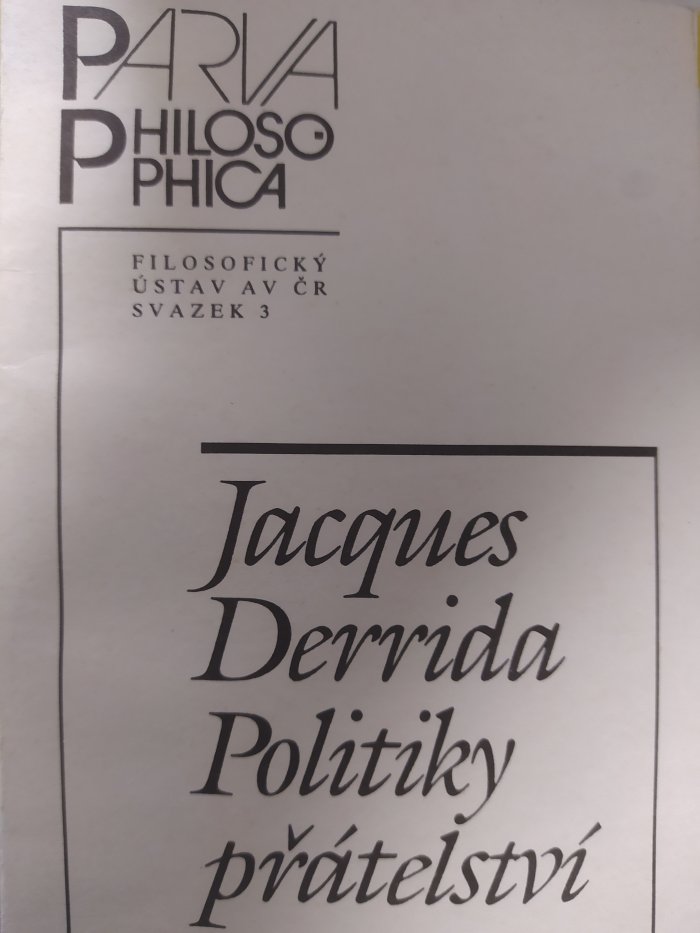 PARVA
PHILOSO
PHICA
FILOSOFICKÝ
ÚSTAV AV ČR
SVAZEK 3
Jacques
Derrida
Politiky
přátelství